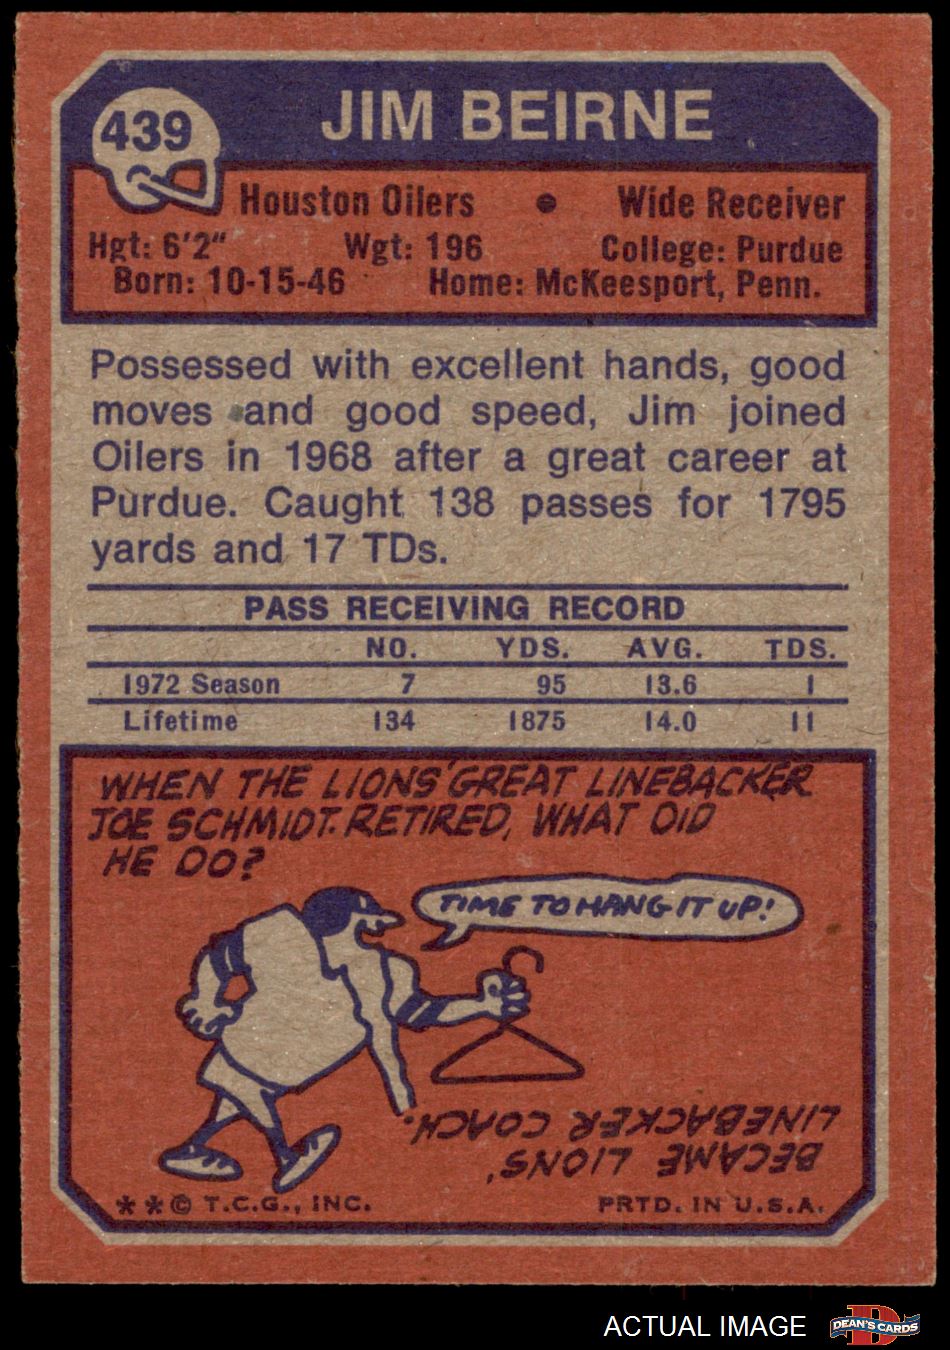 439
JIM BEIRNE
Houston Oilers • Wide Receiver
Hgt: 6'2" Wgt: 196 College: Purdue
Born: 10-15-46 Home: McKeesport, Penn.
Possessed with excellent hands, good
moves and good speed, Jim joined
Oilers in 1968 after a great career at
Purdue. Caught 138 passes for 1795
yards and 17 TDs.
PASS RECEIVING RECORD
NO. YDS. AVG. TDS.
1972 Season 7 95 13.6 1
Lifetime 134 1875 14.0 11
WHEN THE LIONS' GREAT LINEBACKER
JOE SCHMIDT. RETIRED, WHAT DID
HE DO?
TIME TO HANG IT UP!
BECAME LIONS'
LINEBACKER COACH.
**© T.C.G., INC. PRTD. IN U.S.A.
ACTUAL IMAGE
DEAN'S CARDS